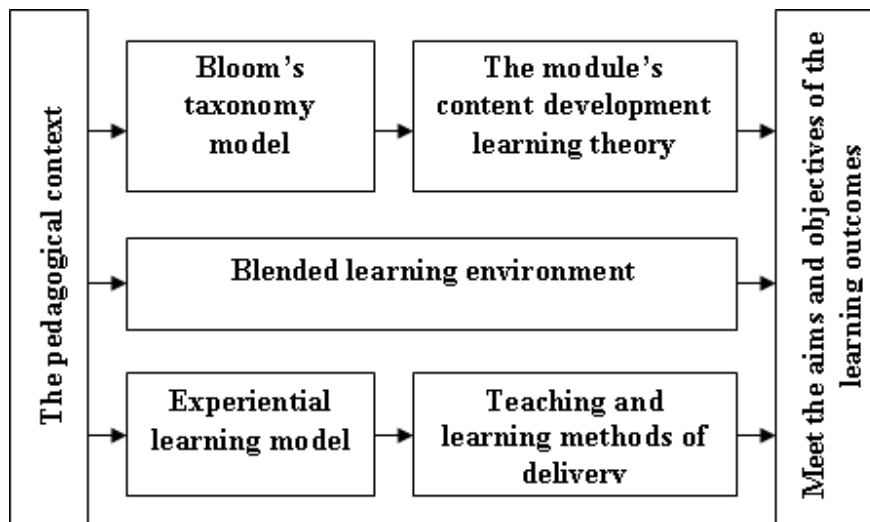 The pedagogical context
Bloom's
taxonomy
model
The module's
content development
learning theory
Blended learning environment
Experiential
learning model
Teaching and
learning methods of
delivery
Meet the aims and objectives of the
learning outcomes